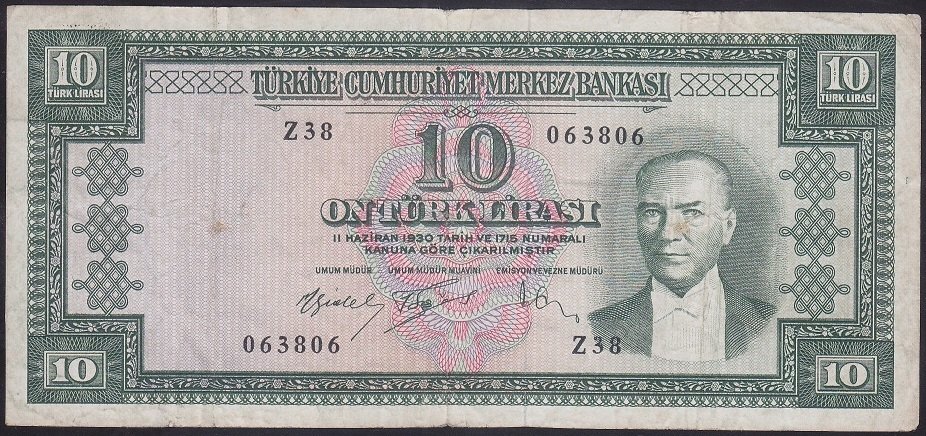 10
TÜRK LİRASI
10
TÜRK LİRASI
TÜRKİYE CUMHURİYET MERKEZ BANKASI
Z38 063806
10
ON TÜRK LİRASI
11 HAZİRAN 1930 TARİH VE 1715 NUMARALI
KANUNA GÖRE ÇIKARILMIŞTIR
UMUM MÜDÜR UMUM MÜDÜR MUAVİNİ EMİSYON VE VEZNE MÜDÜRÜ
063806 Z38
10 10